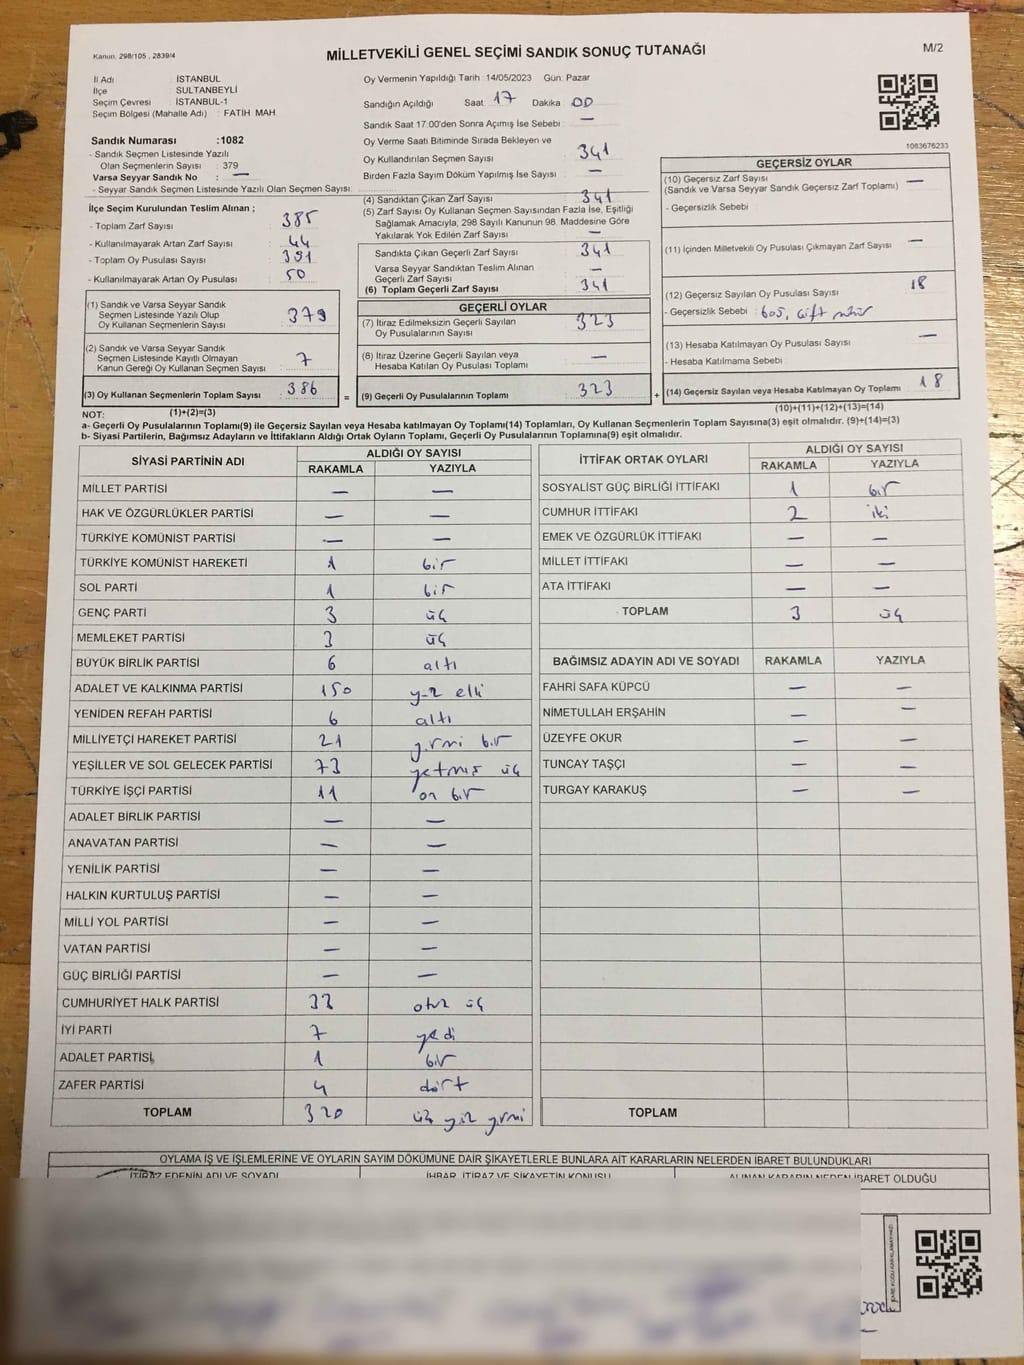 Kanun. 298/105 , 2839/4
MİLLETVEKİLİ GENEL SEÇİMİ SANDIK SONUÇ TUTANAĞI
M/2
İl Adı : İSTANBUL
İlçe : SULTANBEYLİ
Seçim Çevresi : İSTANBUL-1
Seçim Bölgesi (Mahalle Adı) : FATİH MAH.
Sandık Numarası :1082
- Sandık Seçmen Listesinde Yazılı
Olan Seçmenlerin Sayısı : 379
Varsa Seyyar Sandık No : —
- Seyyar Sandık Seçmen Listesinde Yazılı Olan Seçmen Sayısı:
İlçe Seçim Kurulundan Teslim Alınan ;
- Toplam Zarf Sayısı : 385
- Kullanılmayarak Artan Zarf Sayısı : 44
- Toplam Oy Pusulası Sayısı : 391
- Kullanılmayarak Artan Oy Pusulası : 50
(1) Sandık ve Varsa Seyyar Sandık
Seçmen Listesinde Yazılı Olup
Oy Kullanan Seçmenlerin Sayısı 379
(2) Sandık ve Varsa Seyyar Sandık
Seçmen Listesinde Kayıtlı Olmayan
Kanun Gereği Oy Kullanan Seçmen Sayısı 7
(3) Oy Kullanan Seçmenlerin Toplam Sayısı 386
(1)+(2)=(3)
Oy Vermenin Yapıldığı Tarih :14/05/2023 Gün: Pazar
Sandığın Açıldığı Saat 17 Dakika 00
Sandık Saat 17:00'den Sonra Açımış İse Sebebi : —
Oy Verme Saati Bitiminde Sırada Bekleyen ve
Oy Kullandırılan Seçmen Sayısı : 341
Birden Fazla Sayım Döküm Yapılmış İse Sayısı : —
(4) Sandıktan Çıkan Zarf Sayısı : 341
(5) Zarf Sayısı Oy Kullanan Seçmen Sayısından Fazla İse, Eşitliği
Sağlamak Amacıyla, 298 Sayılı Kanunun 98. Maddesine Göre
Yakılarak Yok Edilen Zarf Sayısı : —
Sandıkta Çıkan Geçerli Zarf Sayısı : 341
Varsa Seyyar Sandıktan Teslim Alınan
Geçerli Zarf Sayısı : —
(6) Toplam Geçerli Zarf Sayısı : 341
GEÇERLİ OYLAR
(7) İtiraz Edilmeksizin Geçerli Sayılan
Oy Pusulalarının Sayısı : 323
(8) İtiraz Üzerine Geçerli Sayılan veya
Hesaba Katılan Oy Pusulası Toplamı : —
= (9) Geçerli Oy Pusulalarının Toplamı : 323
1083676233
GEÇERSİZ OYLAR
(10) Geçersiz Zarf Sayısı
(Sandık ve Varsa Seyyar Sandık Geçersiz Zarf Toplamı) —
- Geçersizlik Sebebi :
(11) İçinden Milletvekili Oy Pusulası Çıkmayan Zarf Sayısı —
(12) Geçersiz Sayılan Oy Pusulası Sayısı 18
- Geçersizlik Sebebi : boş, çift mühür
(13) Hesaba Katılmayan Oy Pusulası Sayısı —
- Hesaba Katılmama Sebebi :
+ (14) Geçersiz Sayılan veya Hesaba Katılmayan Oy Toplamı 18
(10)+(11)+(12)+(13)=(14)
NOT:
a- Geçerli Oy Pusulalarının Toplamı(9) ile Geçersiz Sayılan veya Hesaba katılmayan Oy Toplamı(14) Toplamları, Oy Kullanan Seçmenlerin Toplam Sayısına(3) eşit olmalıdır. (9)+(14)=(3)
b- Siyasi Partilerin, Bağımsız Adayların ve İttifakların Aldığı Ortak Oyların Toplamı, Geçerli Oy Pusulalarının Toplamına(9) eşit olmalıdır.
SİYASİ PARTİNİN ADI ALDIĞI OY SAYISI
RAKAMLA YAZIYLA
MİLLET PARTİSİ — —
HAK VE ÖZGÜRLÜKLER PARTİSİ — —
TÜRKİYE KOMÜNİST PARTİSİ — —
TÜRKİYE KOMÜNİST HAREKETİ 1 bir
SOL PARTİ 1 bir
GENÇ PARTİ 3 üç
MEMLEKET PARTİSİ 3 üç
BÜYÜK BİRLİK PARTİSİ 6 altı
ADALET VE KALKINMA PARTİSİ 150 yüz elli
YENİDEN REFAH PARTİSİ 6 altı
MİLLİYETÇİ HAREKET PARTİSİ 21 yirmi bir
YEŞİLLER VE SOL GELECEK PARTİSİ 73 yetmiş üç
TÜRKİYE İŞÇİ PARTİSİ 11 on bir
ADALET BİRLİK PARTİSİ — —
ANAVATAN PARTİSİ — —
YENİLİK PARTİSİ — —
HALKIN KURTULUŞ PARTİSİ — —
MİLLİ YOL PARTİSİ — —
VATAN PARTİSİ — —
GÜÇ BİRLİĞİ PARTİSİ — —
CUMHURİYET HALK PARTİSİ 33 otuz üç
İYİ PARTİ 7 yedi
ADALET PARTİSİ 1 bir
ZAFER PARTİSİ 4 dört
TOPLAM 320 üç yüz yirmi
İTTİFAK ORTAK OYLARI ALDIĞI OY SAYISI
RAKAMLA YAZIYLA
SOSYALİST GÜÇ BİRLİĞİ İTTİFAKI 1 bir
CUMHUR İTTİFAKI 2 iki
EMEK VE ÖZGÜRLÜK İTTİFAKI — —
MİLLET İTTİFAKI — —
ATA İTTİFAKI — —
TOPLAM 3 üç
BAĞIMSIZ ADAYIN ADI VE SOYADI RAKAMLA YAZIYLA
FAHRİ SAFA KÜPCÜ — —
NİMETULLAH ERŞAHİN — —
ÜZEYFE OKUR — —
TUNCAY TAŞÇI — —
TURGAY KARAKUŞ — —
TOPLAM
OYLAMA İŞ VE İŞLEMLERİNE VE OYLARIN SAYIM DÖKÜMÜNE DAİR ŞİKAYETLERLE BUNLARA AİT KARARLARIN NELERDEN İBARET BULUNDUKLARI
İTİRAZ EDENİN ADI VE SOYADI İHBAR, İTİRAZ VE ŞİKAYETİN KONUSU ALINAN KARARIN NEDEN İBARET OLDUĞU